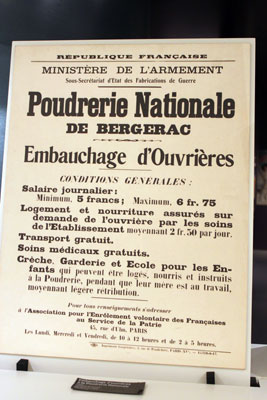 REPUBLIQUE FRANÇAISE
MINISTÈRE DE L'ARMEMENT
Sous-Secrétariat d'Etat des Fabrications de Guerre
Poudrerie Nationale
DE BERGERAC
Embauchage d'Ouvrières
CONDITIONS GENERALES :
Salaire journalier :
Minimum, 5 francs ; Maximum, 6 fr. 75
Logement et nourriture assurés sur
demande de l'ouvrière par les soins
de l'Etablissement moyennant 2 fr. 50 par jour.
Transport gratuit.
Soins médicaux gratuits.
Crêche, Garderie et Ecole pour les En-
fants qui peuvent être logés, nourris et instruits
à la Poudrerie, pendant que leur mère est au travail,
moyennant légère rétribution.
Pour tous renseignements s'adresser
à l'Association pour l'Enrôlement volontaire des Françaises
au Service de la Patrie
45, rue d'Ulm, PARIS
Les Lundi, Mercredi et Vendredi, de 10 à 12 heures et de 2 à 5 heures.